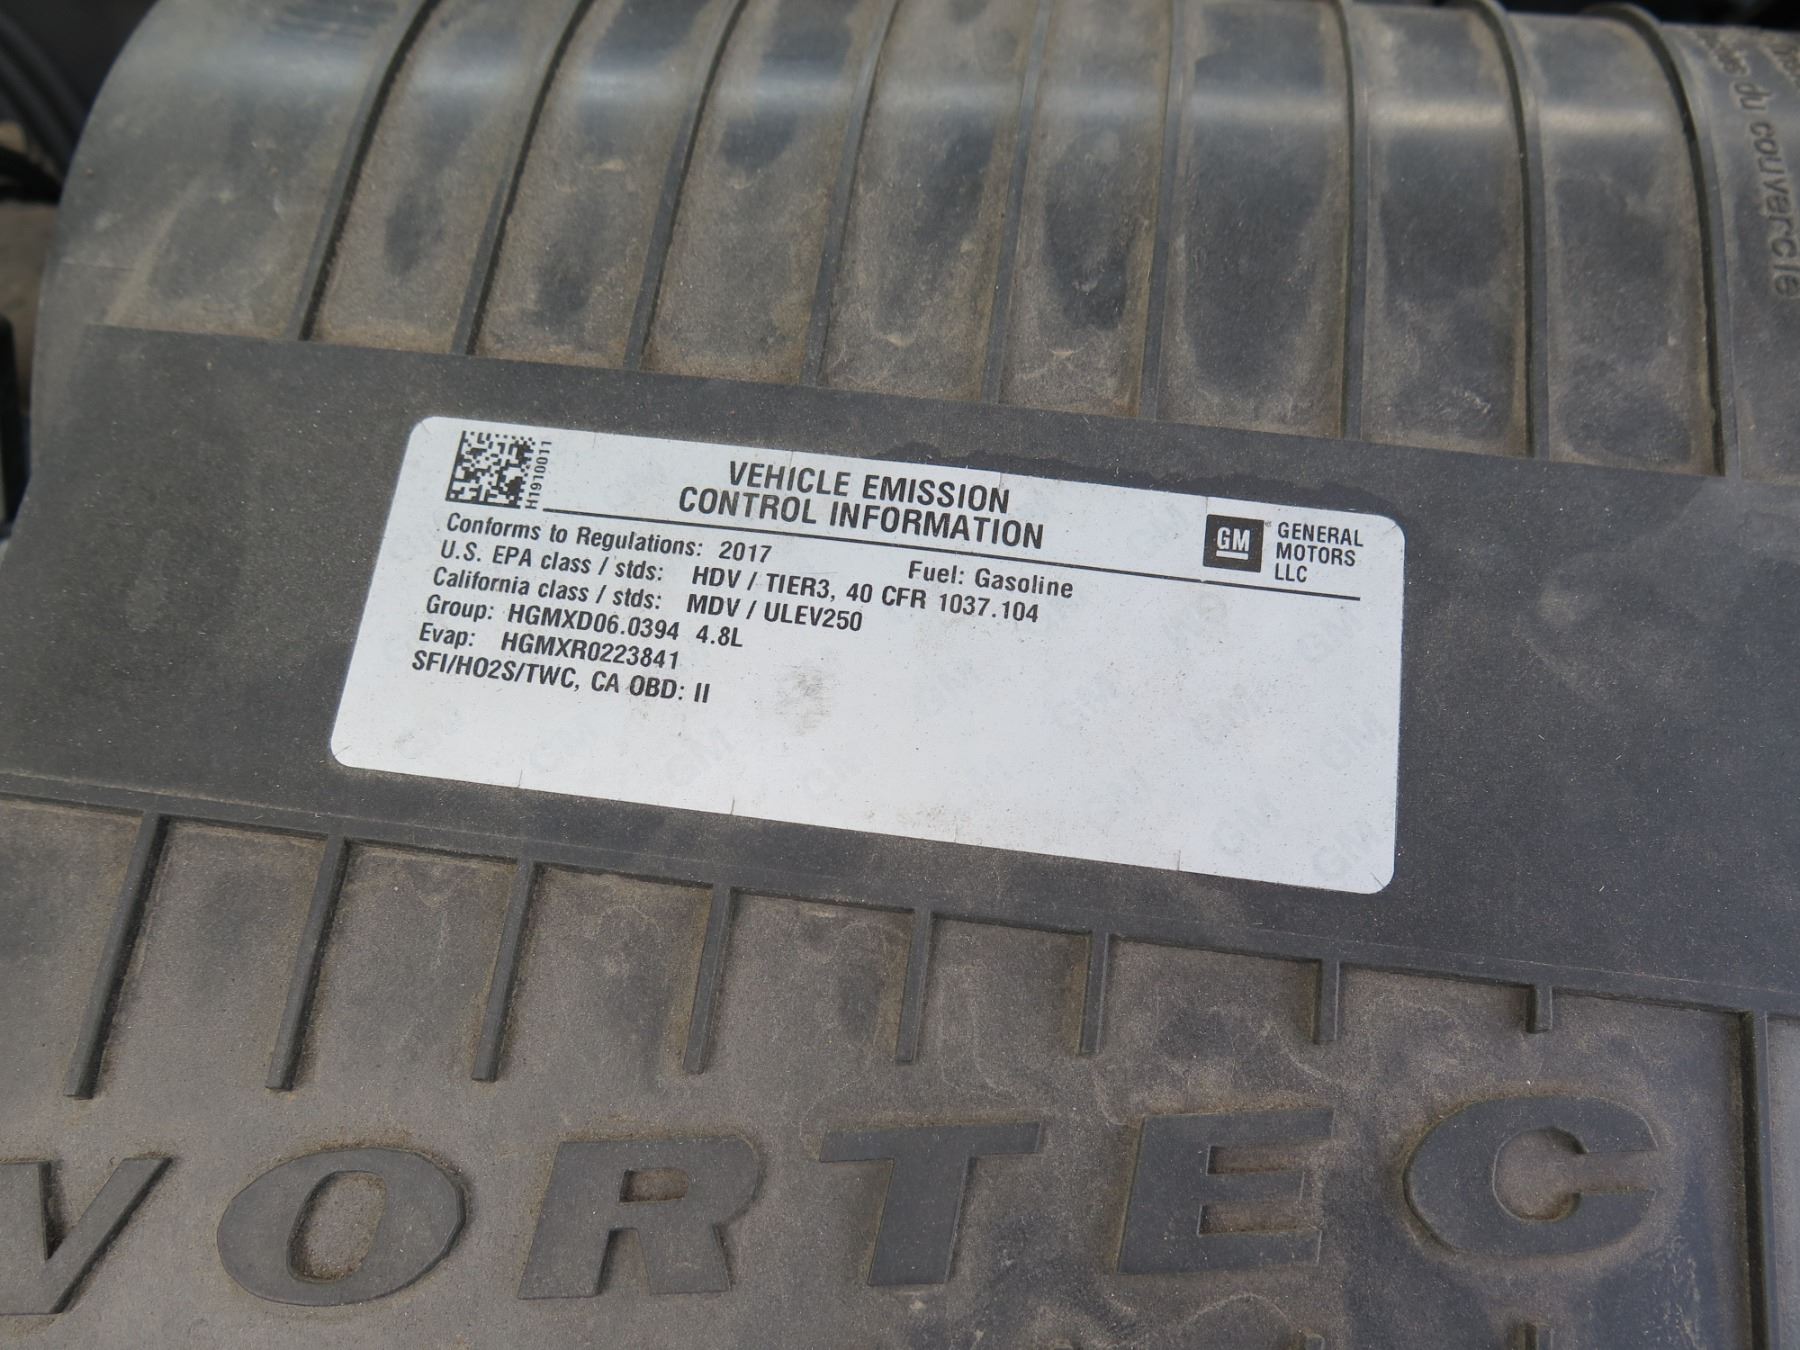 du couvercle
H1910011
VEHICLE EMISSION
CONTROL INFORMATION
GM GENERAL
MOTORS
LLC
Conforms to Regulations: 2017 Fuel: Gasoline
U.S. EPA class / stds: HDV / TIER3, 40 CFR 1037.104
California class / stds: MDV / ULEV250
Group: HGMXD06.0394 4.8L
Evap: HGMXR0223841
SFI/HO2S/TWC, CA OBD: II
VORTEC